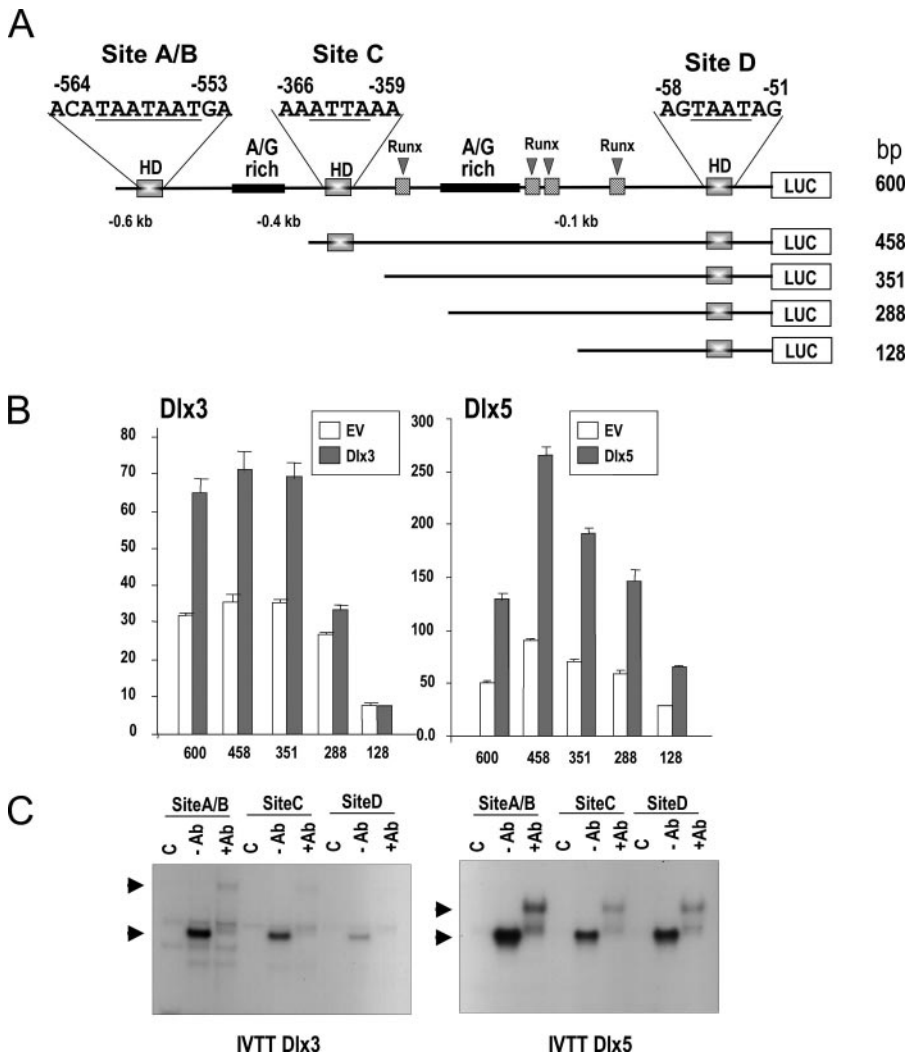 A
Site A/B
Site C
Site D
-564 -553
-366 -359
-58 -51
ACATAATAATGA
AAAATTAAA
AGTAATAG
HD
A/G rich
HD
Runx
A/G rich
Runx
Runx
HD
bp
LUC
600
-0.6 kb
-0.4 kb
-0.1 kb
LUC
458
LUC
351
LUC
288
LUC
128
B
Dlx3
EV
Dlx3
80
70
60
50
40
30
20
10
0
600 458 351 288 128
Dlx5
EV
Dlx5
300
250
200
150
100
50
0.0
600 458 351 288 128
C
SiteA/B SiteC SiteD
C - Ab +Ab C - Ab +Ab C - Ab +Ab
IVTT Dlx3
SiteA/B SiteC SiteD
C - Ab +Ab C - Ab +Ab C - Ab +Ab
IVTT Dlx5